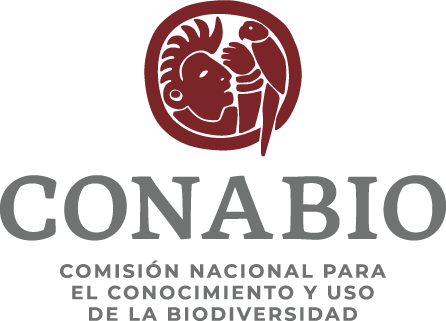 CONABIO
COMISIÓN NACIONAL PARA
EL CONOCIMIENTO Y USO
DE LA BIODIVERSIDAD